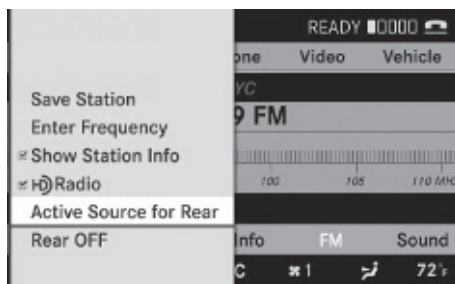 READY 0000
one Video Vehicle
YC
Save Station
9 FM
Enter Frequency
Show Station Info
HD Radio
100 105 110 MHz
Active Source for Rear
Rear OFF
Info FM Sound
C 1 72°F